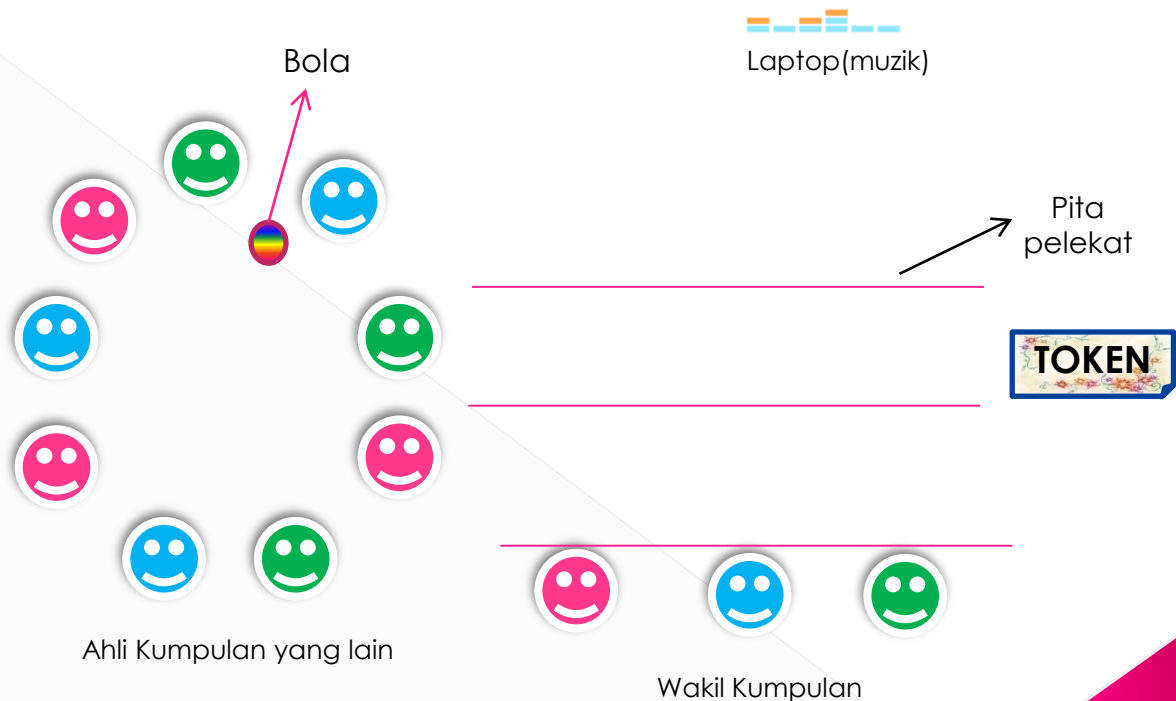 Laptop(muzik)
Bola
Pita
pelekat
TOKEN
Ahli Kumpulan yang lain
Wakil Kumpulan